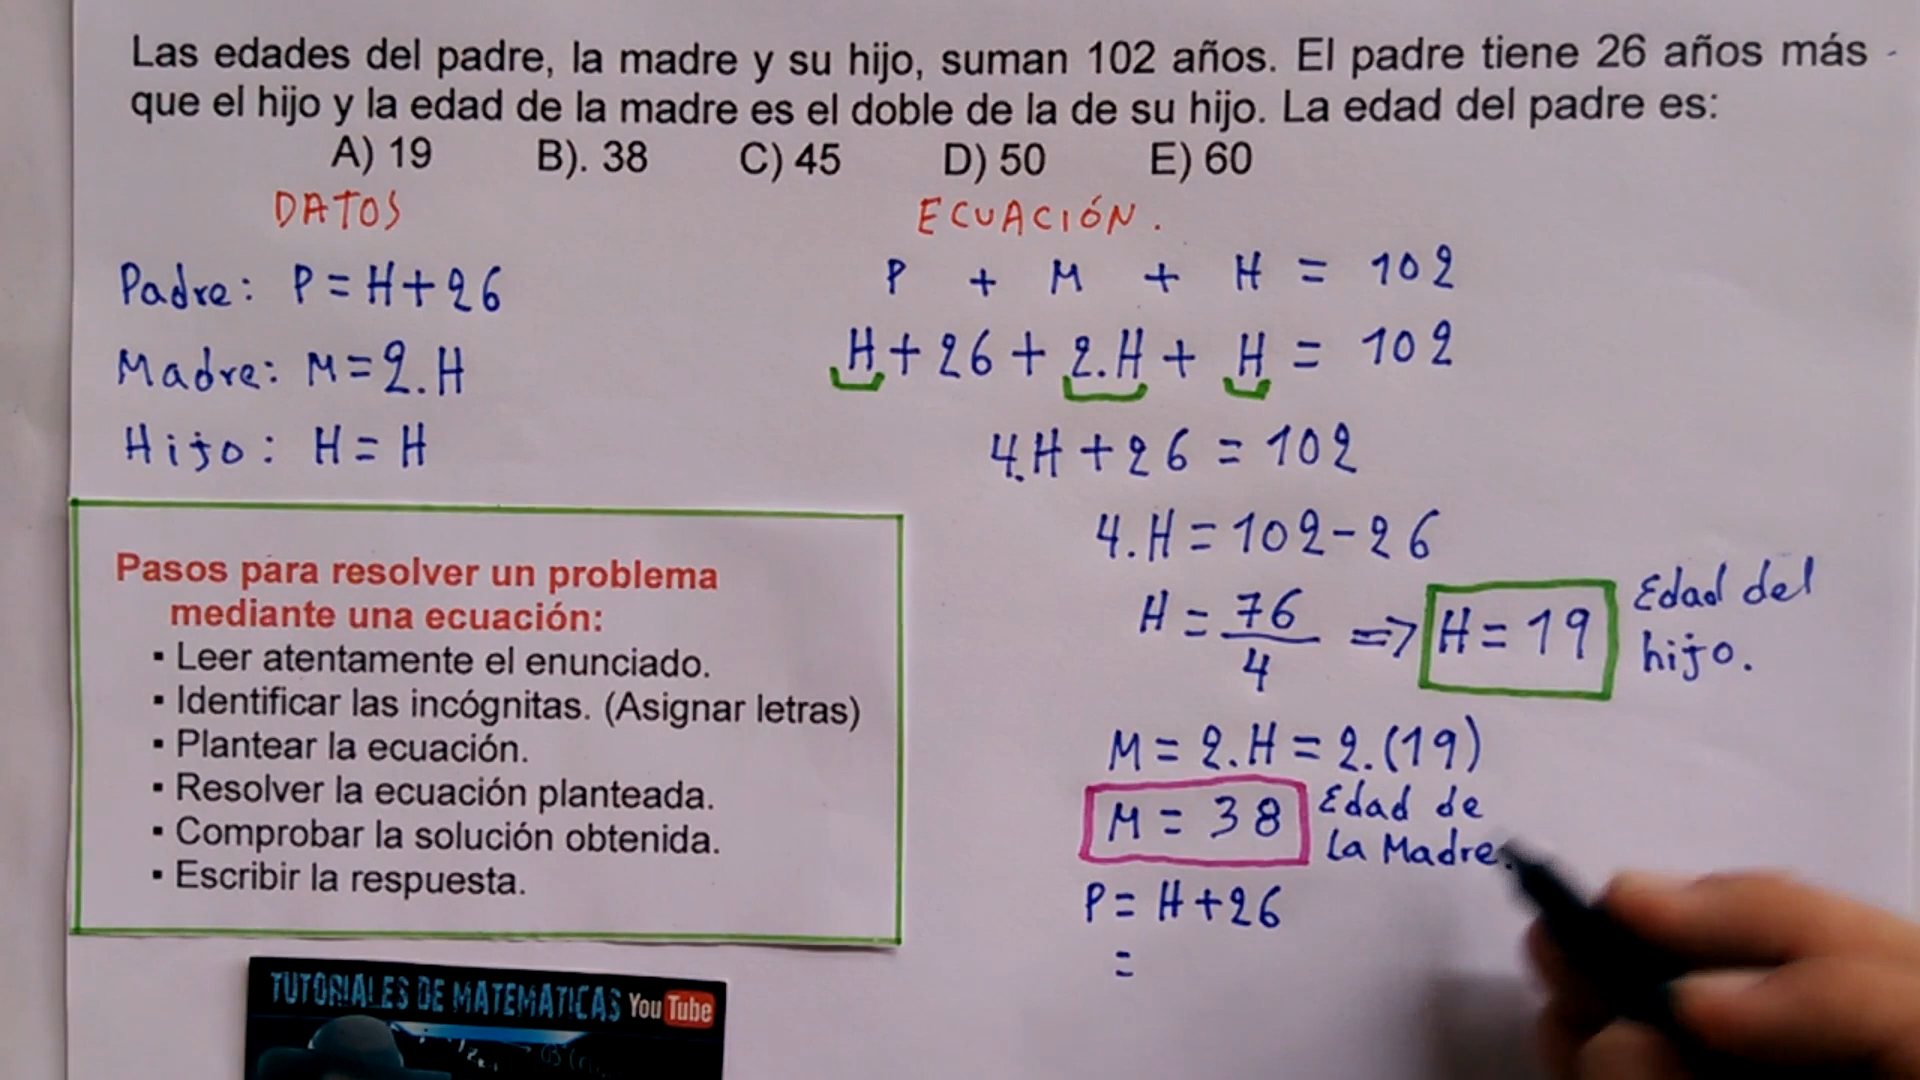 Las edades del padre, la madre y su hijo, suman 102 años. El padre tiene 26 años más
que el hijo y la edad de la madre es el doble de la de su hijo. La edad del padre es:
A) 19 B). 38 C) 45 D) 50 E) 60
DATOS
Padre: P = H + 26
Madre: M = 2.H
Hijo: H = H
ECUACIÓN.
P + M + H = 102
H + 26 + 2.H + H = 102
4.H + 26 = 102
4.H = 102 - 26
H = 76/4 => H = 19 Edad del
hijo.
M = 2.H = 2.(19)
M = 38 Edad de
la Madre.
P = H + 26
=
Pasos para resolver un problema
mediante una ecuación:
▪ Leer atentamente el enunciado.
▪ Identificar las incógnitas. (Asignar letras)
▪ Plantear la ecuación.
▪ Resolver la ecuación planteada.
▪ Comprobar la solución obtenida.
▪ Escribir la respuesta.
TUTORIALES DE MATEMATICAS YouTube